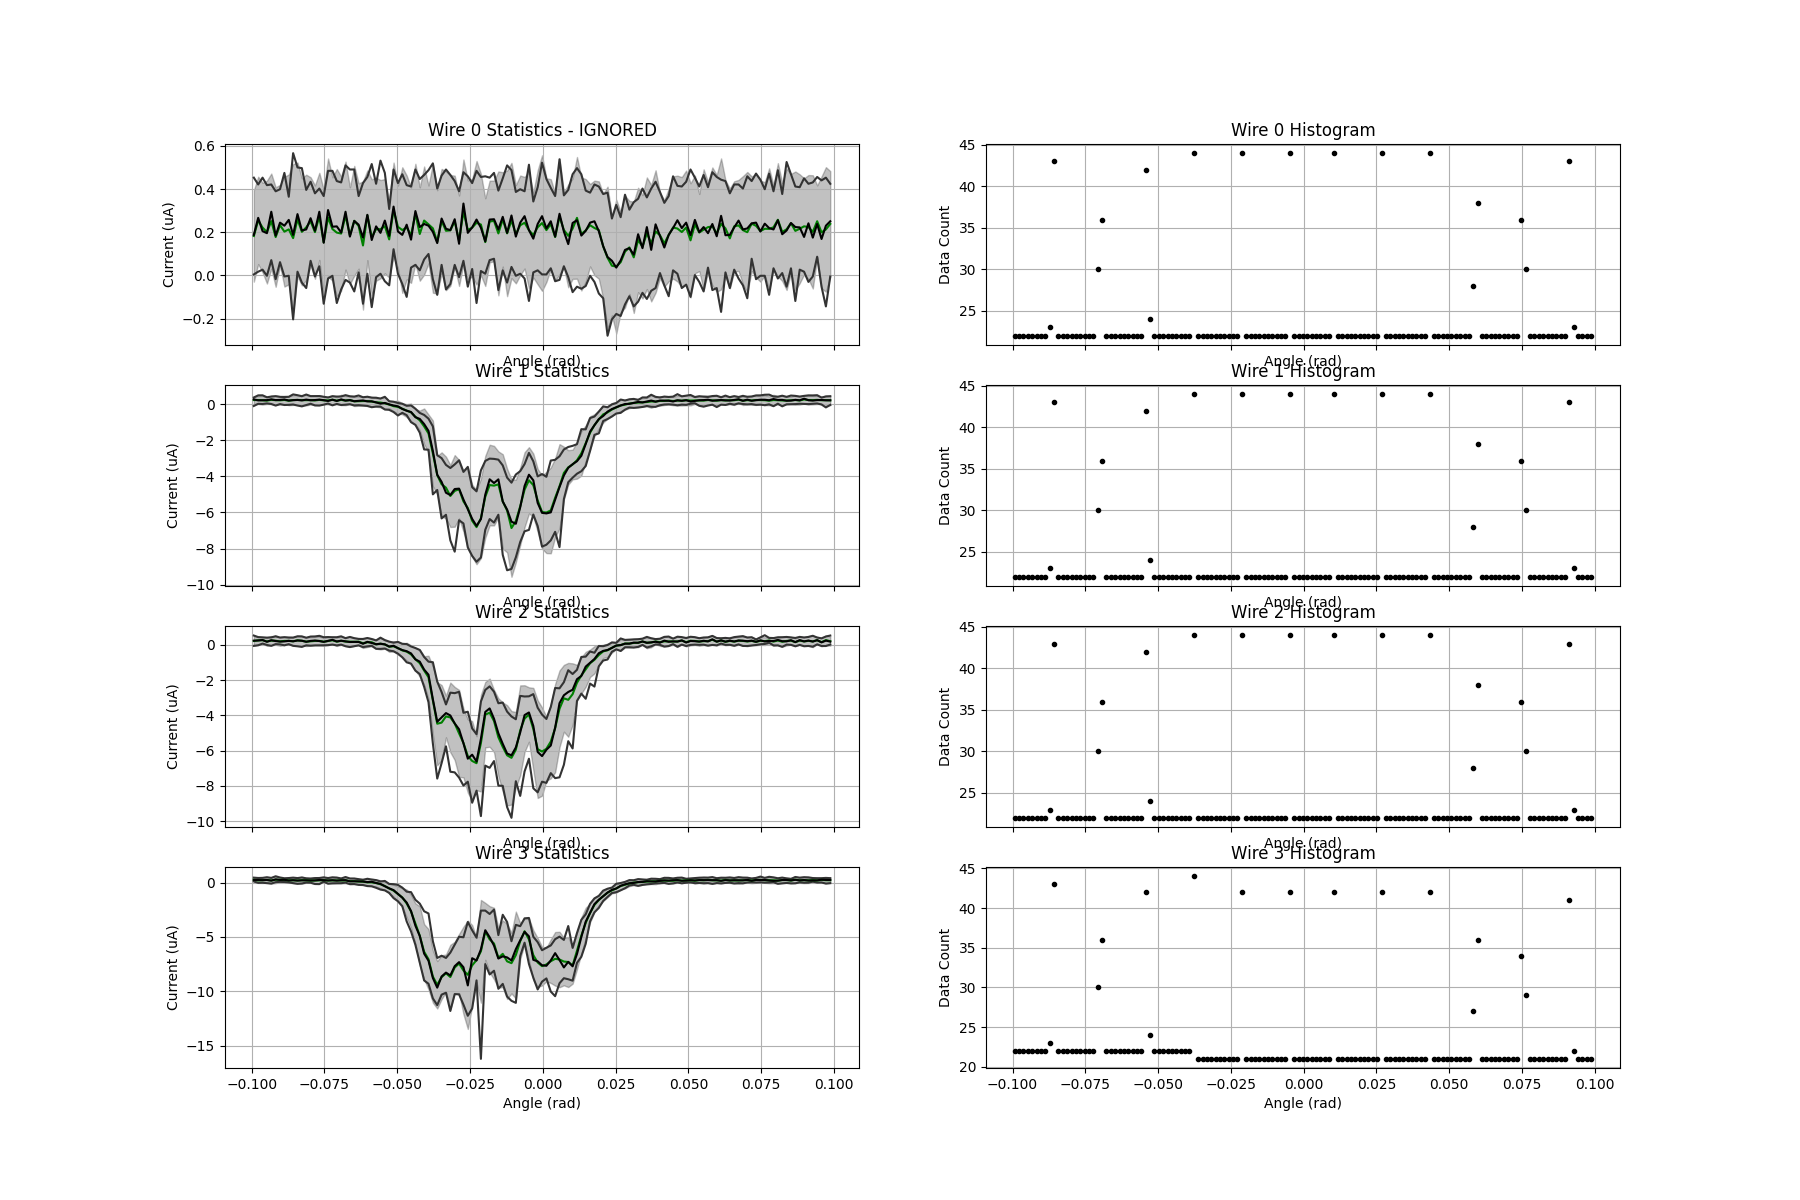 Wire 0 Statistics - IGNORED
Current (uA)
0.6
0.4
0.2
0.0
−0.2
Angle (rad)
Wire 0 Histogram
Data Count
45
40
35
30
25
Angle (rad)
Wire 1 Statistics
Current (uA)
0
−2
−4
−6
−8
−10
Angle (rad)
Wire 1 Histogram
Data Count
45
40
35
30
25
Angle (rad)
Wire 2 Statistics
Current (uA)
0
−2
−4
−6
−8
−10
Angle (rad)
Wire 2 Histogram
Data Count
45
40
35
30
25
Angle (rad)
Wire 3 Statistics
Current (uA)
0
−5
−10
−15
−0.100 −0.075 −0.050 −0.025 0.000 0.025 0.050 0.075 0.100
Angle (rad)
Wire 3 Histogram
Data Count
45
40
35
30
25
20
−0.100 −0.075 −0.050 −0.025 0.000 0.025 0.050 0.075 0.100
Angle (rad)